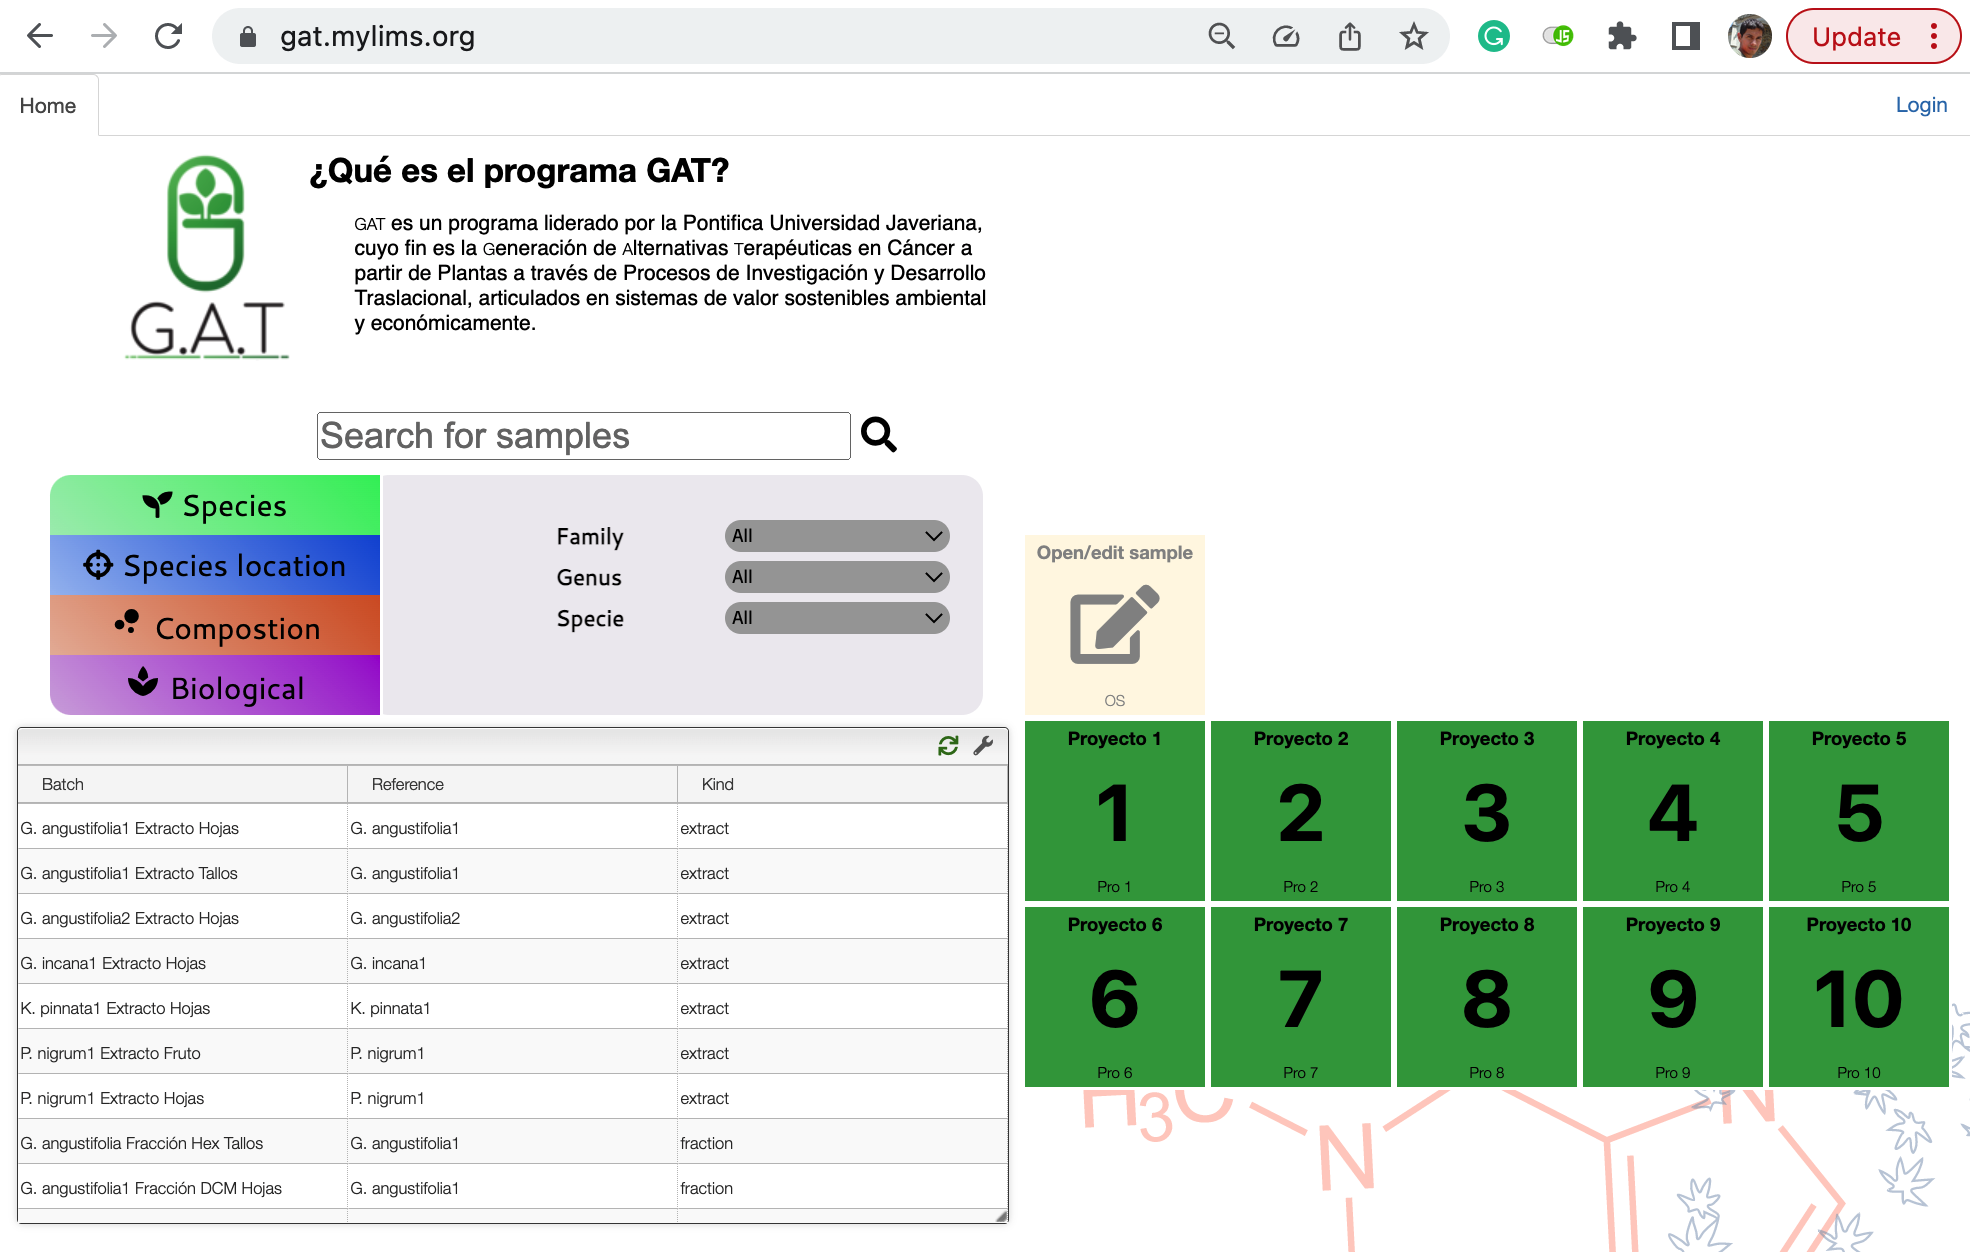 gat.mylims.org
Update
Home
Login
G.A.T
¿Qué es el programa GAT?
GAT es un programa liderado por la Pontifica Universidad Javeriana,
cuyo fin es la Generación de Alternativas Terapéuticas en Cáncer a
partir de Plantas a través de Procesos de Investigación y Desarrollo
Traslacional, articulados en sistemas de valor sostenibles ambiental
y económicamente.
Search for samples
Species
Species location
Compostion
Biological
Family All
Genus All
Specie All
Open/edit sample
OS
Batch Reference Kind
G. angustifolia1 Extracto Hojas G. angustifolia1 extract
G. angustifolia1 Extracto Tallos G. angustifolia1 extract
G. angustifolia2 Extracto Hojas G. angustifolia2 extract
G. incana1 Extracto Hojas G. incana1 extract
K. pinnata1 Extracto Hojas K. pinnata1 extract
P. nigrum1 Extracto Fruto P. nigrum1 extract
P. nigrum1 Extracto Hojas P. nigrum1 extract
G. angustifolia Fracción Hex Tallos G. angustifolia1 fraction
G. angustifolia1 Fracción DCM Hojas G. angustifolia1 fraction
Proyecto 1 Proyecto 2 Proyecto 3 Proyecto 4 Proyecto 5
1 2 3 4 5
Pro 1 Pro 2 Pro 3 Pro 4 Pro 5
Proyecto 6 Proyecto 7 Proyecto 8 Proyecto 9 Proyecto 10
6 7 8 9 10
Pro 6 Pro 7 Pro 8 Pro 9 Pro 10
H3C N
N